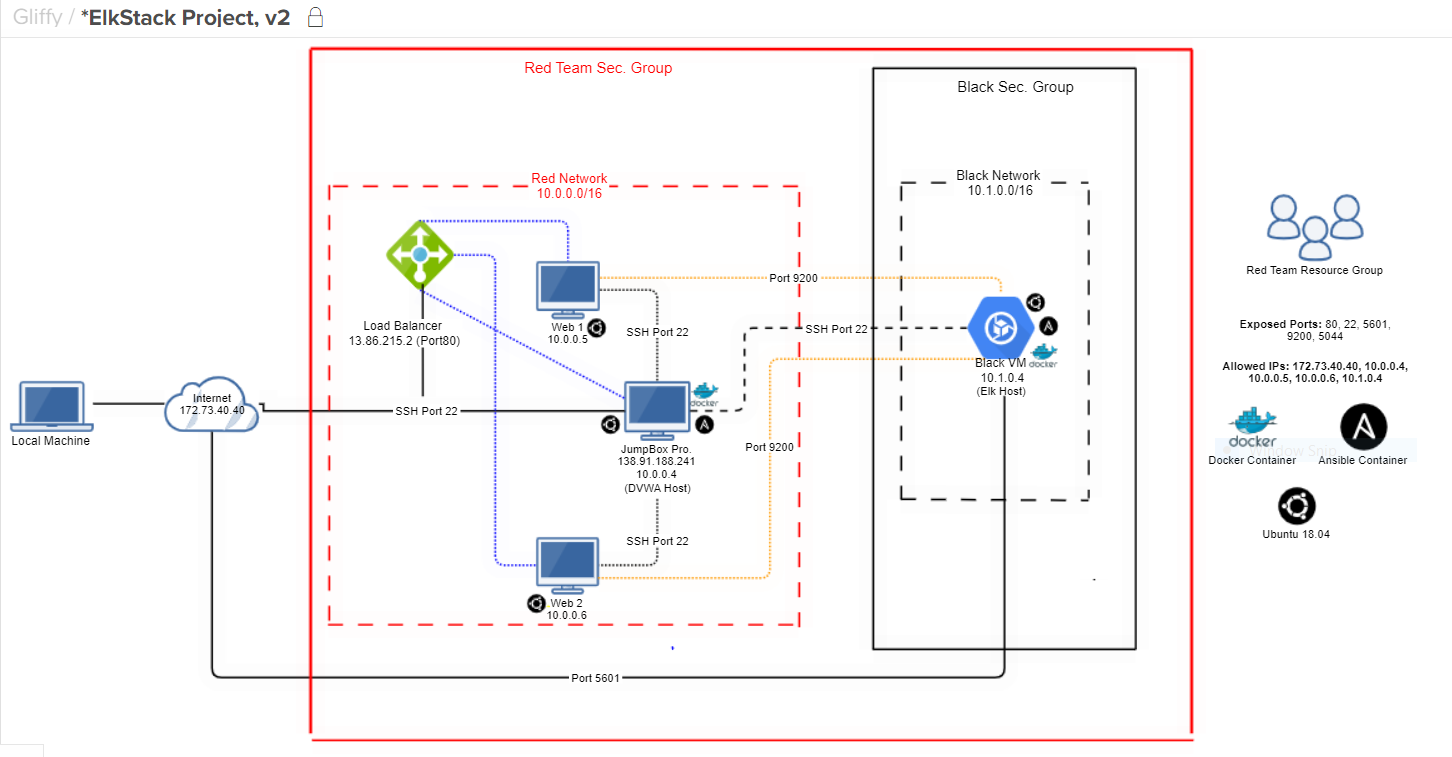 Gliffy / *ElkStack Project, v2
Red Team Sec. Group
Black Sec. Group
Red Network
10.0.0.0/16
Black Network
10.1.0.0/16
Red Team Resource Group
Port 9200
Web 1
10.0.0.5
SSH Port 22
SSH Port 22
Load Balancer
13.86.215.2 (Port80)
Exposed Ports: 80, 22, 5601,
9200, 5044
Black VM
10.1.0.4
(Elk Host)
docker
Allowed IPs: 172.73.40.40, 10.0.0.4,
10.0.0.5, 10.0.0.6, 10.1.0.4
Internet
172.73.40.40
Local Machine
SSH Port 22
docker
JumpBox Pro.
138.91.188.241
10.0.0.4
(DVWA Host)
Port 9200
docker
Docker Container
Ansible Container
Window Snip
Ubuntu 18.04
SSH Port 22
Web 2
10.0.0.6
Port 5601